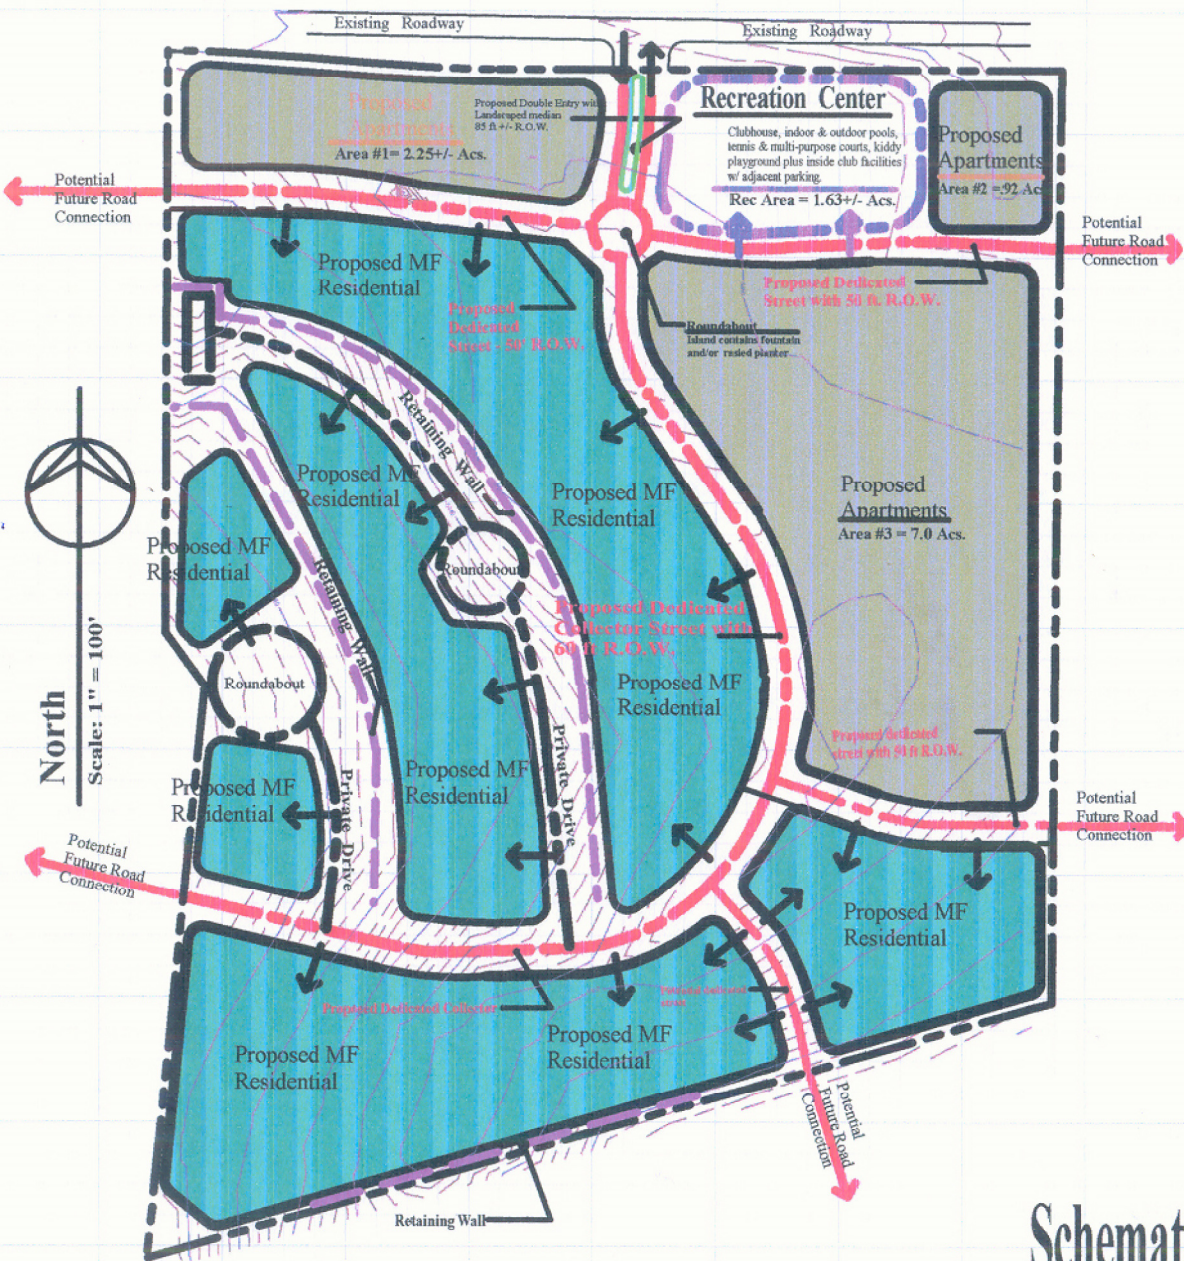 Existing Roadway
Existing Roadway
Proposed
Apartments
Area #1= 2.25+/- Acs.
Proposed Double Entry with
Landscaped median
85 ft +/- R.O.W.
Recreation Center
Clubhouse, indoor & outdoor pools,
tennis & multi-purpose courts, kiddy
playground plus inside club facilities
w/ adjacent parking.
Rec Area = 1.63+/- Acs.
Proposed
Apartments
Area #2 =.92 Acs
Potential
Future Road
Connection
Potential
Future Road
Connection
Proposed MF
Residential
Proposed
Dedicated
Street - 50' R.O.W.
Proposed Dedicated
Street with 50 ft. R.O.W.
Roundabout
Island contains fountain
and/or rasied planter
Retaining Wall
Proposed MF
Residential
Proposed MF
Residential
Proposed
Apartments
Area #3 = 7.0 Acs.
Proposed MF
Residential
Roundabout
Retaining Wall
Proposed Dedicated
Collector Street with
60 ft R.O.W.
Roundabout
Proposed MF
Residential
North
Scale: 1" = 100'
Proposed dedicated
street with R.O.W.
Proposed MF
Residential
Proposed MF
Residential
Private Drive
Private Drive
Potential
Future Road
Connection
Potential
Future Road
Connection
Proposed MF
Residential
Proposed Dedicated Collector
Proposed MF
Residential
Proposed MF
Residential
Potential
Future Road
Connection
Retaining Wall
Schemat